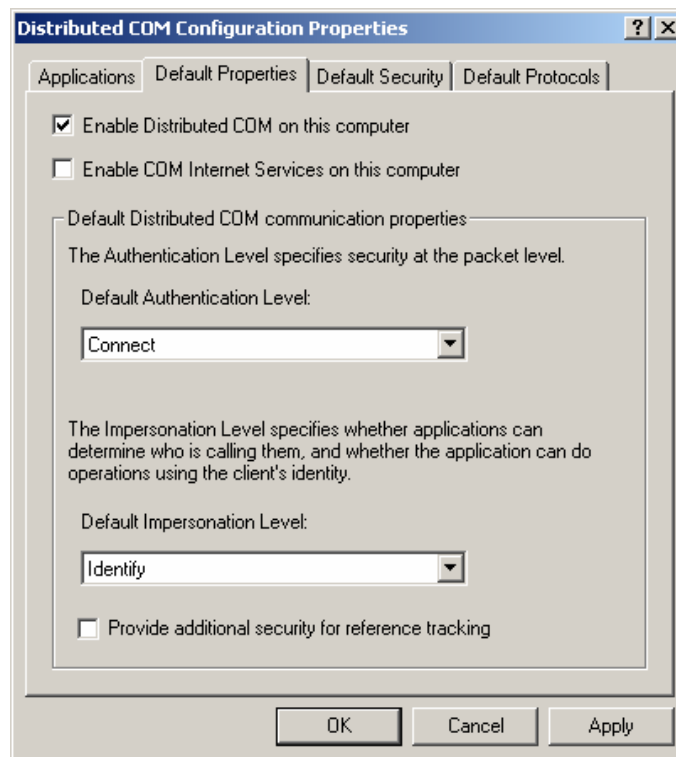 Distributed COM Configuration Properties
Applications
Default Properties
Default Security
Default Protocols
Enable Distributed COM on this computer
Enable COM Internet Services on this computer
Default Distributed COM communication properties
The Authentication Level specifies security at the packet level.
Default Authentication Level:
Connect
The Impersonation Level specifies whether applications can
determine who is calling them, and whether the application can do
operations using the client's identity.
Default Impersonation Level:
Identify
Provide additional security for reference tracking
OK
Cancel
Apply